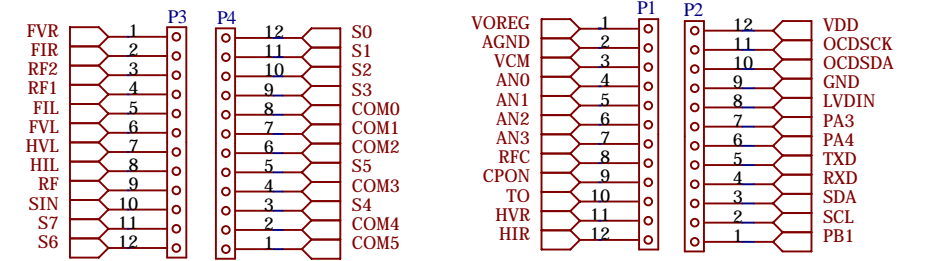 P3 P4 P1 P2
FVR 1 12 S0 VOREG 1 12 VDD
FIR 2 11 S1 AGND 2 11 OCDSCK
RF2 3 10 S2 VCM 3 10 OCDSDA
RF1 4 9 S3 AN0 4 9 GND
FIL 5 8 COM0 AN1 5 8 LVDIN
FVL 6 7 COM1 AN2 6 7 PA3
HVL 7 6 COM2 AN3 7 6 PA4
HIL 8 5 S5 RFC 8 5 TXD
RF 9 4 COM3 CPON 9 4 RXD
SIN 10 3 S4 TO 10 3 SDA
S7 11 2 COM4 HVR 11 2 SCL
S6 12 1 COM5 HIR 12 1 PB1